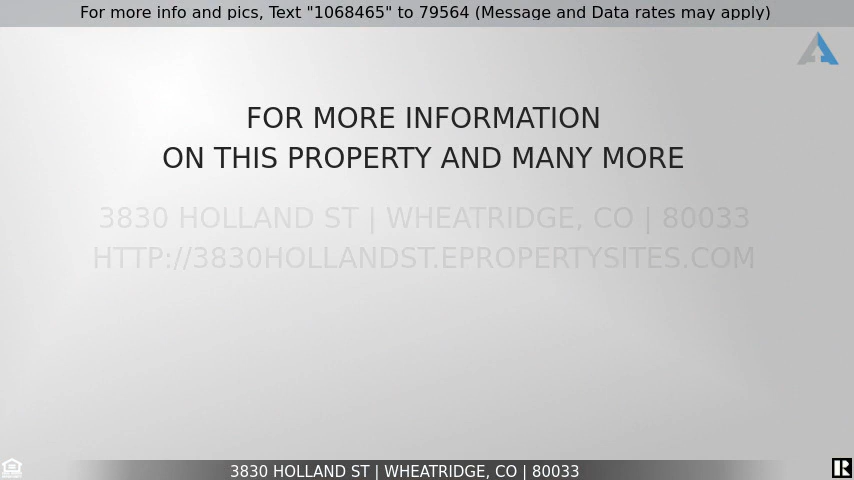 For more info and pics, Text "1068465" to 79564 (Message and Data rates may apply)
FOR MORE INFORMATION
ON THIS PROPERTY AND MANY MORE
3830 HOLLAND ST | WHEATRIDGE, CO | 80033
HTTP://3830HOLLANDST.EPROPERTYSITES.COM
3830 HOLLAND ST | WHEATRIDGE, CO | 80033